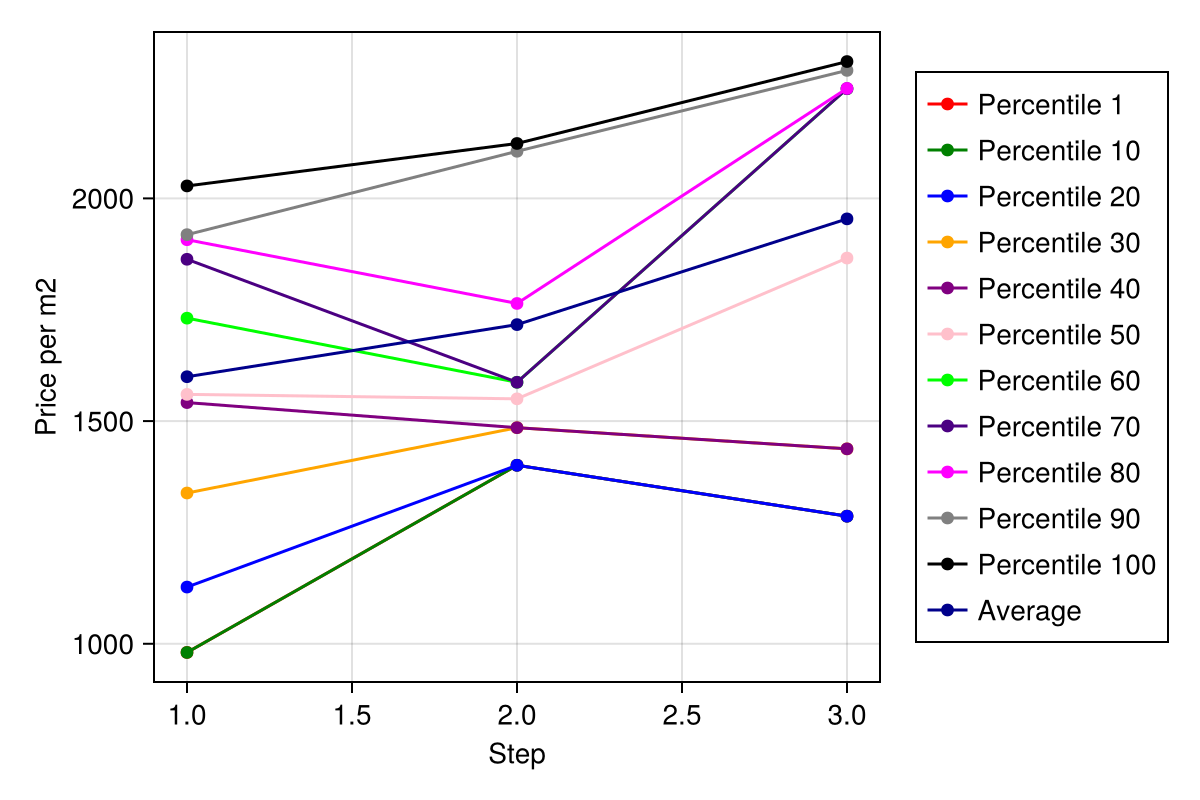 Price per m2
2000
1500
1000
1.0 1.5 2.0 2.5 3.0
Step
Percentile 1
Percentile 10
Percentile 20
Percentile 30
Percentile 40
Percentile 50
Percentile 60
Percentile 70
Percentile 80
Percentile 90
Percentile 100
Average